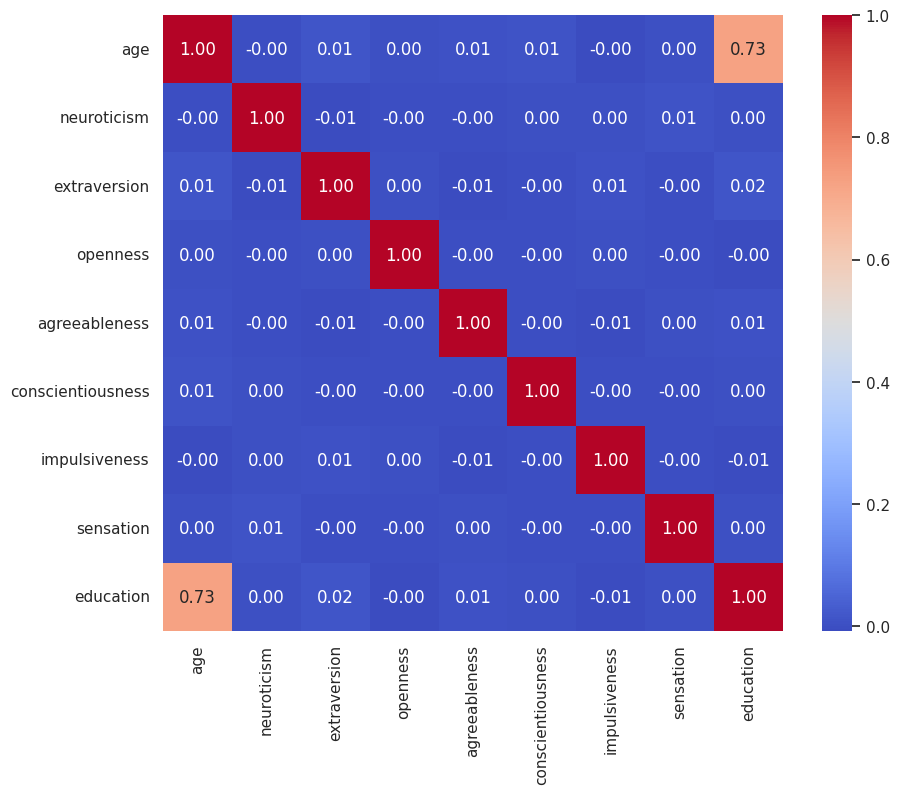 age 1.00 -0.00 0.01 0.00 0.01 0.01 -0.00 0.00 0.73
neuroticism -0.00 1.00 -0.01 -0.00 -0.00 0.00 0.00 0.01 0.00
extraversion 0.01 -0.01 1.00 0.00 -0.01 -0.00 0.01 -0.00 0.02
openness 0.00 -0.00 0.00 1.00 -0.00 -0.00 0.00 -0.00 -0.00
agreeableness 0.01 -0.00 -0.01 -0.00 1.00 -0.00 -0.01 0.00 0.01
conscientiousness 0.01 0.00 -0.00 -0.00 -0.00 1.00 -0.00 -0.00 0.00
impulsiveness -0.00 0.00 0.01 0.00 -0.01 -0.00 1.00 -0.00 -0.01
sensation 0.00 0.01 -0.00 -0.00 0.00 -0.00 -0.00 1.00 0.00
education 0.73 0.00 0.02 -0.00 0.01 0.00 -0.01 0.00 1.00
age
neuroticism
extraversion
openness
agreeableness
conscientiousness
impulsiveness
sensation
education
1.0
0.8
0.6
0.4
0.2
0.0